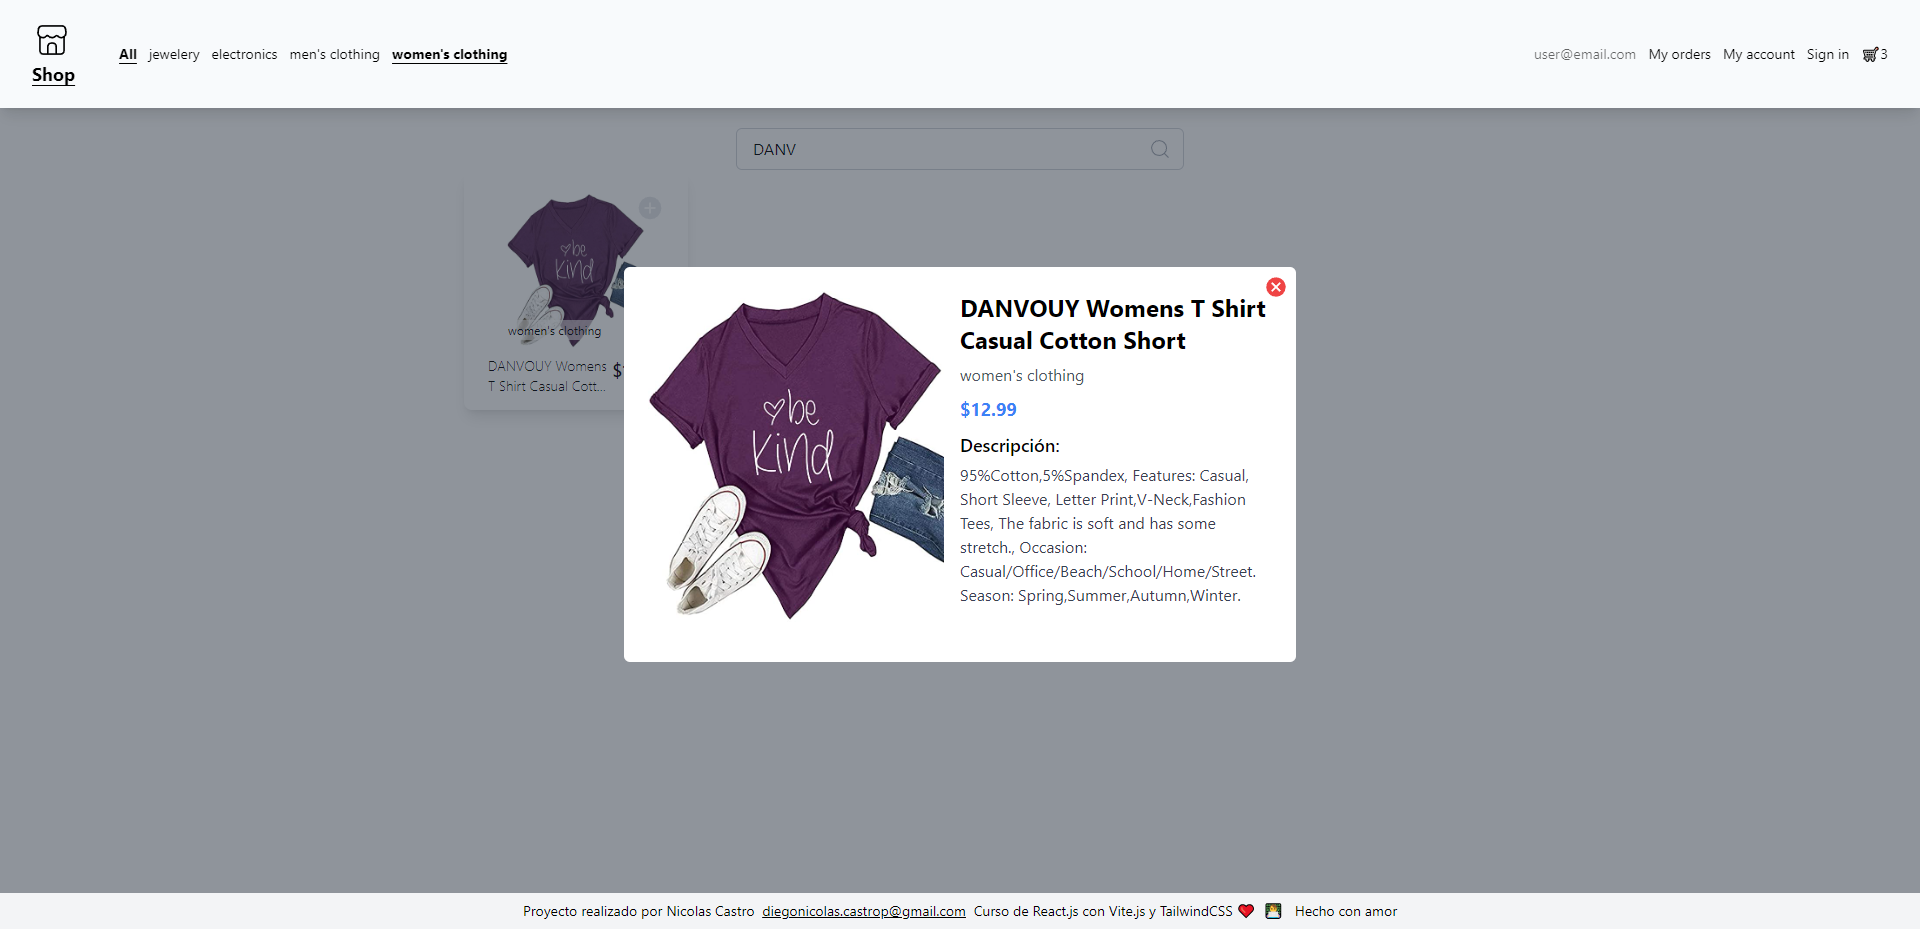 Shop
All jewelery electronics men's clothing women's clothing
user@email.com My orders My account Sign in 3
DANV
be
kind
women's clothing
DANVOUY Womens $
T Shirt Casual Cott...
be
kind
DANVOUY Womens T Shirt
Casual Cotton Short
women's clothing
$12.99
Descripción:
95%Cotton,5%Spandex, Features: Casual,
Short Sleeve, Letter Print,V-Neck,Fashion
Tees, The fabric is soft and has some
stretch., Occasion:
Casual/Office/Beach/School/Home/Street.
Season: Spring,Summer,Autumn,Winter.
Proyecto realizado por Nicolas Castro diegonicolas.castrop@gmail.com Curso de React.js con Vite.js y TailwindCSS ❤️ Hecho con amor